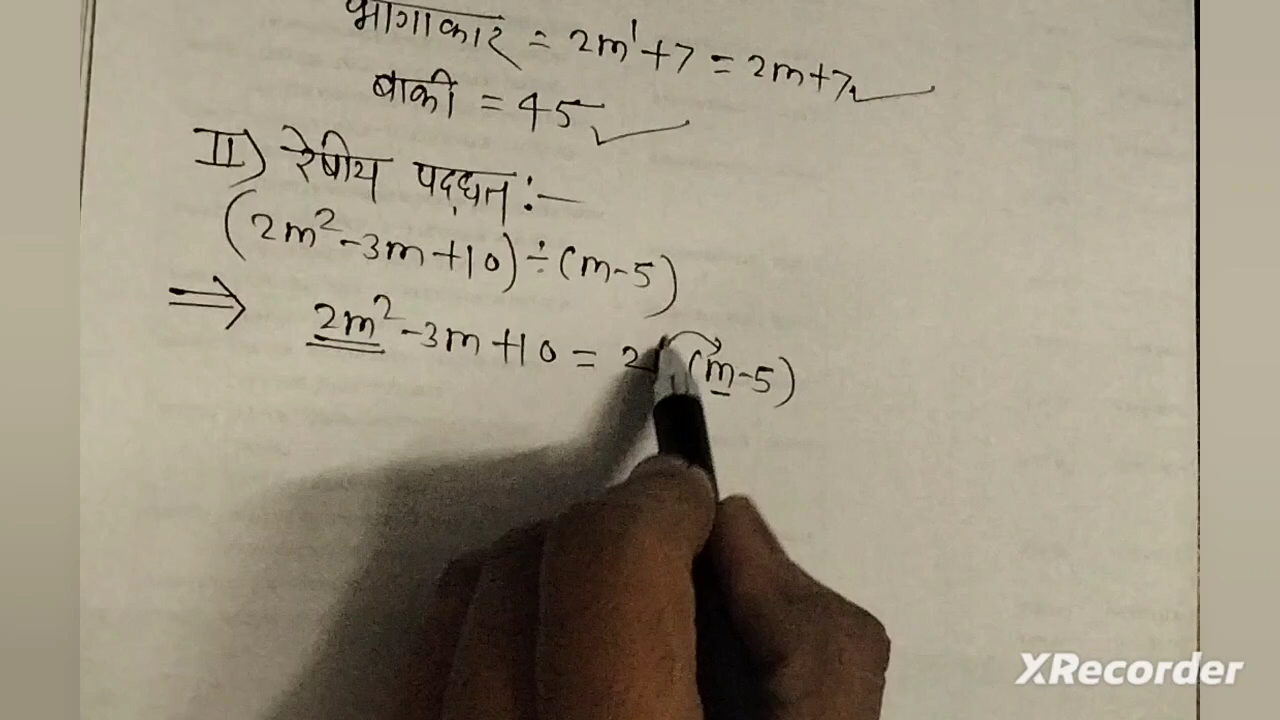 भागाकार = 2m¹+7 = 2m+7
बाकी = 45
II) रेषीय पद्धत :-
(2m²-3m+10) ÷ (m-5)
⇒ 2m²-3m+10 = 2 (m-5)
XRecorder